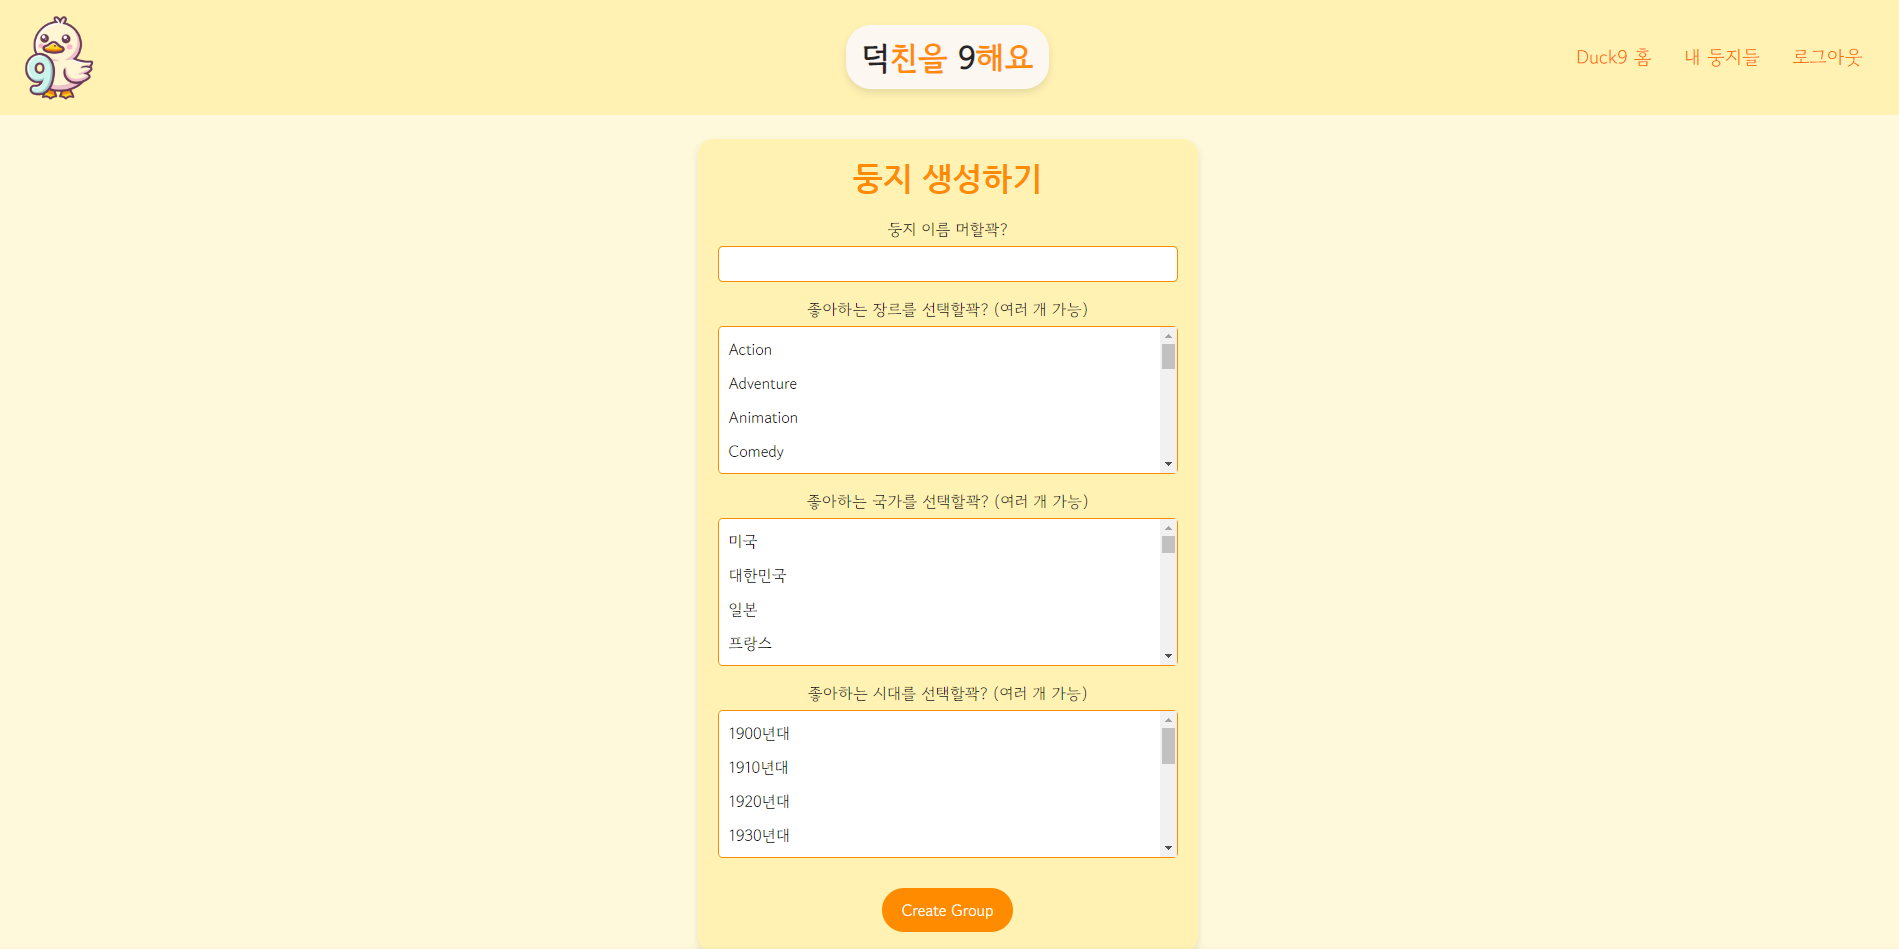 9
덕친을 9해요
Duck9 홈
내 둥지들
로그아웃
둥지 생성하기
둥지 이름 머할꽉?
좋아하는 장르를 선택할꽉? (여러 개 가능)
Action
Adventure
Animation
Comedy
좋아하는 국가를 선택할꽉? (여러 개 가능)
미국
대한민국
일본
프랑스
좋아하는 시대를 선택할꽉? (여러 개 가능)
1900년대
1910년대
1920년대
1930년대
Create Group